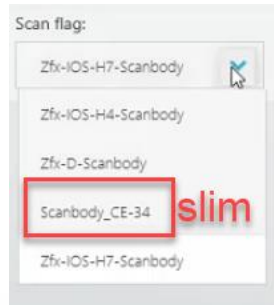 Scan flag:
Zfx-IOS-H7-Scanbody
Zfx-IOS-H4-Scanbody
Zfx-D-Scanbody
Scanbody_CE-34 slim
Zfx-IOS-H7-Scanbody